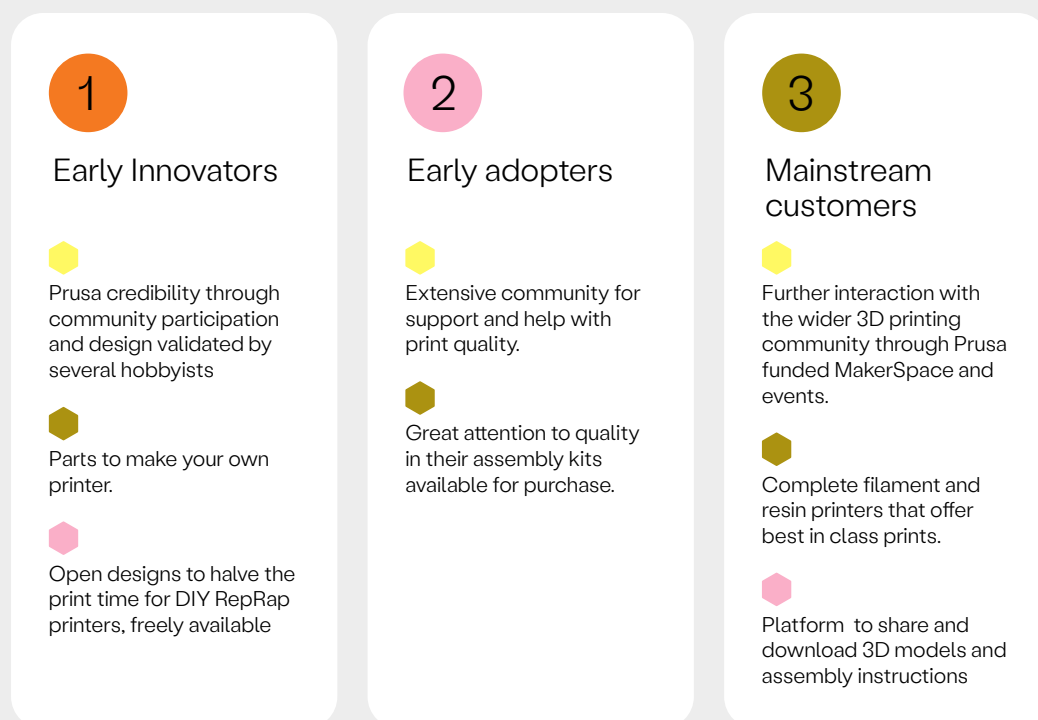 1
Early Innovators
Prusa credibility through
community participation
and design validated by
several hobbyists
Parts to make your own
printer.
Open designs to halve the
print time for DIY RepRap
printers, freely available
2
Early adopters
Extensive community for
support and help with
print quality.
Great attention to quality
in their assembly kits
available for purchase.
3
Mainstream
customers
Further interaction with
the wider 3D printing
community through Prusa
funded MakerSpace and
events.
Complete filament and
resin printers that offer
best in class prints.
Platform  to share and
download 3D models and
assembly instructions